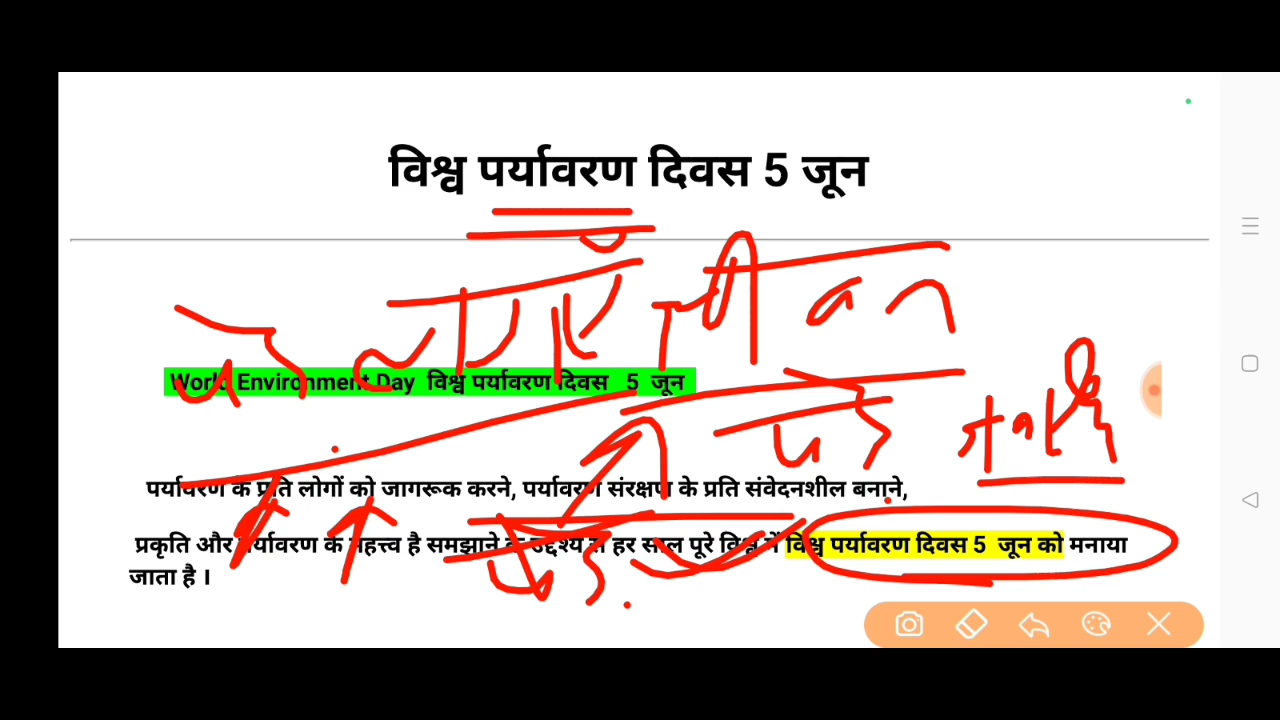 विश्व पर्यावरण दिवस 5 जून
World Environment Day विश्व पर्यावरण दिवस 5 जून
पर्यावरण के प्रति लोगों को जागरूक करने, पर्यावरण संरक्षण के प्रति संवेदनशील बनाने,
प्रकृति और पर्यावरण के महत्त्व है समझाने के उद्देश्य से हर साल पूरे विश्व में विश्व पर्यावरण दिवस 5 जून को मनाया
जाता है ।